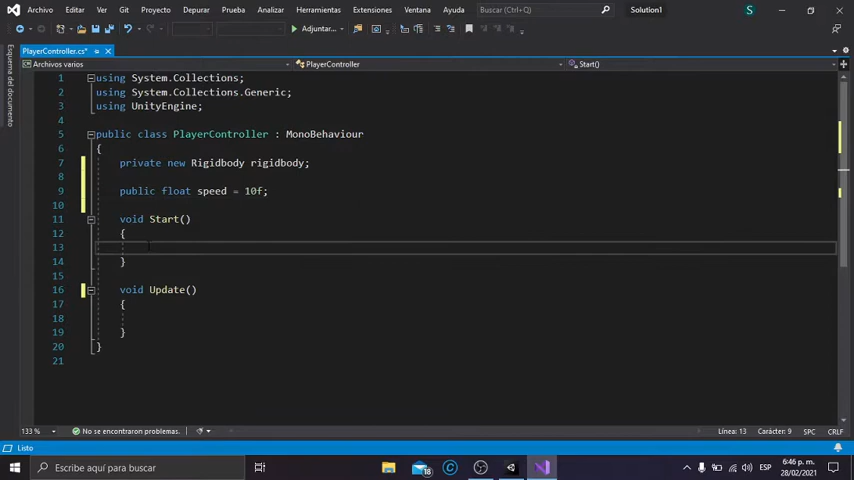 Archivo Editar Ver Git Proyecto Depurar Prueba Analizar Herramientas Extensiones Ventana Ayuda Buscar (Ctrl+Q) Solution1 S
Adjuntar...
PlayerController.cs*
Archivos varios PlayerController Start()
Esquema del documento
1 using System.Collections;
2 using System.Collections.Generic;
3 using UnityEngine;
4
5 public class PlayerController : MonoBehaviour
6 {
7 private new Rigidbody rigidbody;
8
9 public float speed = 10f;
10
11 void Start()
12 {
13
14 }
15
16 void Update()
17 {
18
19 }
20 }
21
133 % No se encontraron problemas. Línea: 13 Carácter: 9 SPC CRLF
Listo
Escribe aquí para buscar 18 ESP 6:46 p. m.
28/02/2021